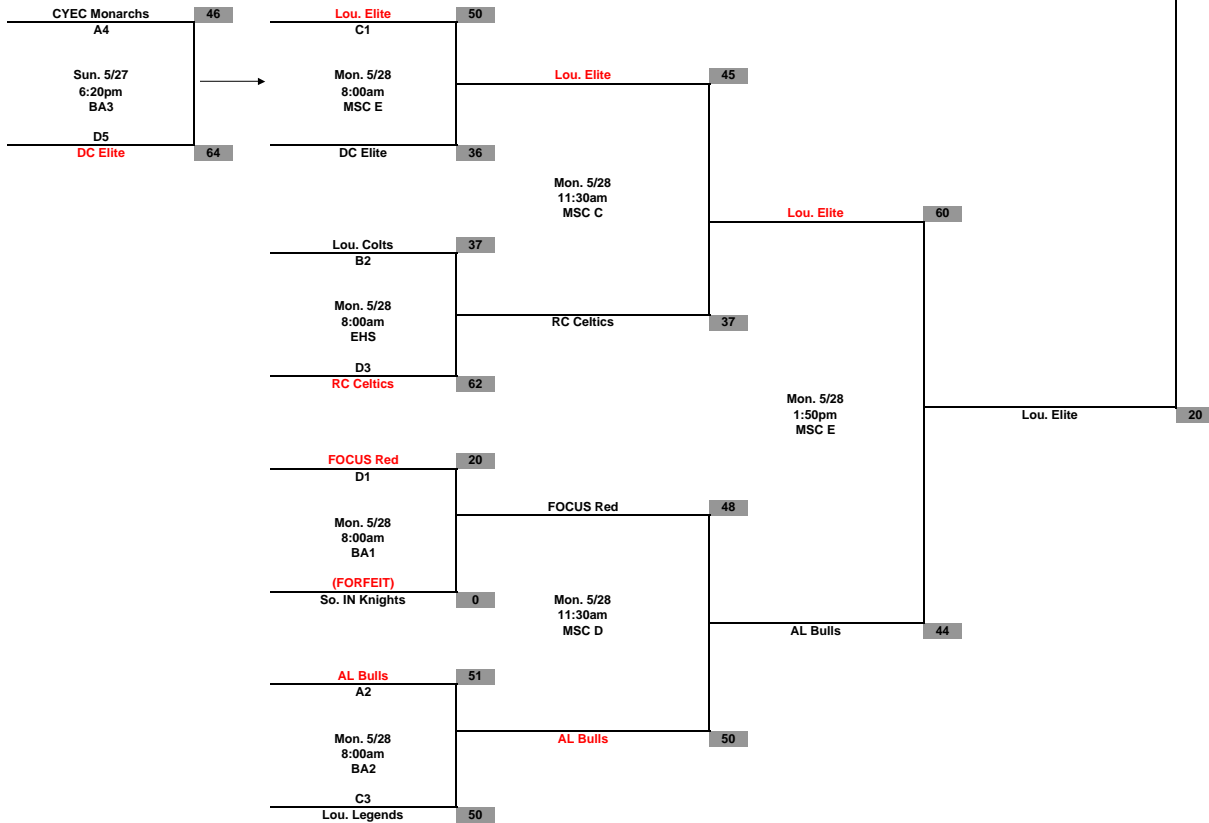 CYEC Monarchs 46
A4
Sun. 5/27
6:20pm
BA3
D5
DC Elite 64
Lou. Elite 50
C1
Mon. 5/28
8:00am
MSC E
DC Elite 36
Lou. Colts 37
B2
Mon. 5/28
8:00am
EHS
D3
RC Celtics 62
FOCUS Red 20
D1
Mon. 5/28
8:00am
BA1
(FORFEIT)
So. IN Knights 0
AL Bulls 51
A2
Mon. 5/28
8:00am
BA2
C3
Lou. Legends 50
Lou. Elite 45
Mon. 5/28
11:30am
MSC C
RC Celtics 37
FOCUS Red 48
Mon. 5/28
11:30am
MSC D
AL Bulls 50
Lou. Elite 60
Mon. 5/28
1:50pm
MSC E
AL Bulls 44
Lou. Elite 20